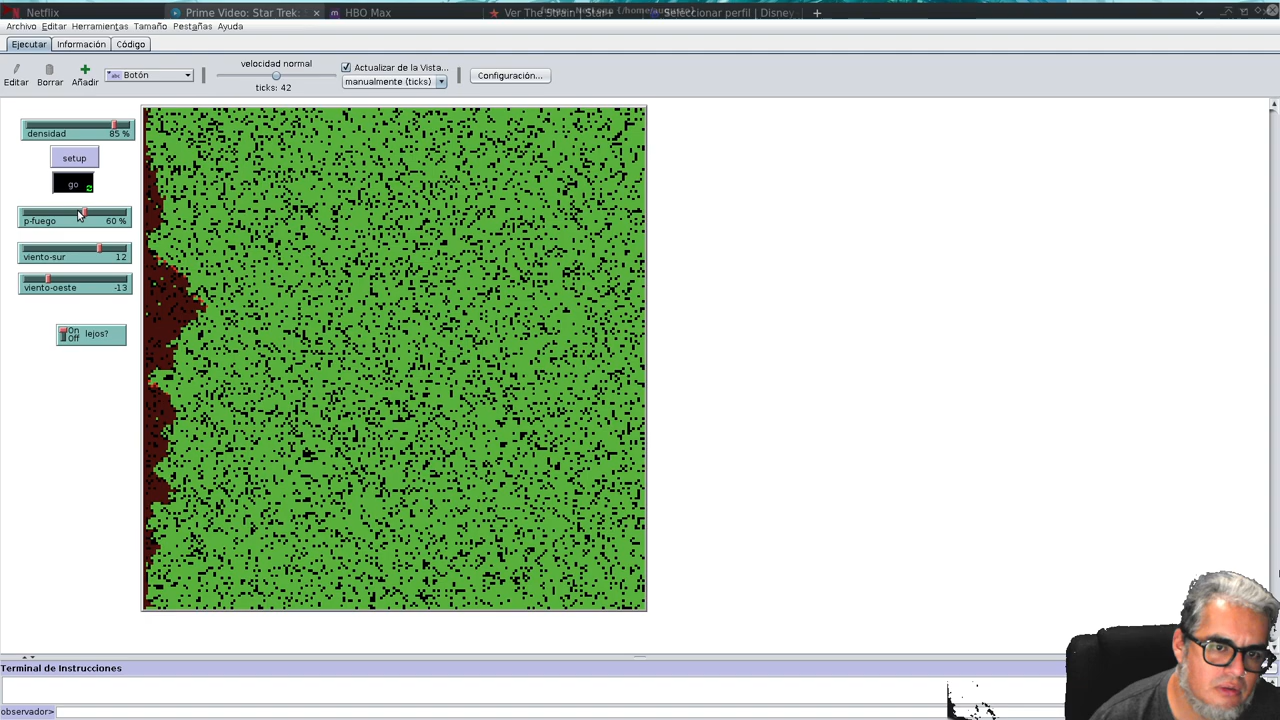 Netflix
Prime Video: Star Trek:
HBO Max
Ver The Strain | Star+
Seleccionar perfil | Disney
Archivo Editar Herramientas Tamaño Pestañas Ayuda
Ejecutar Información Código
Editar Borrar Añadir
abc Botón
velocidad normal
ticks: 42
Actualizar de la Vista...
manualmente (ticks)
Configuración...
densidad 85 %
setup
go
p-fuego 60 %
viento-sur 12
viento-oeste -13
On
Off
lejos?
Terminal de Instrucciones
observador>